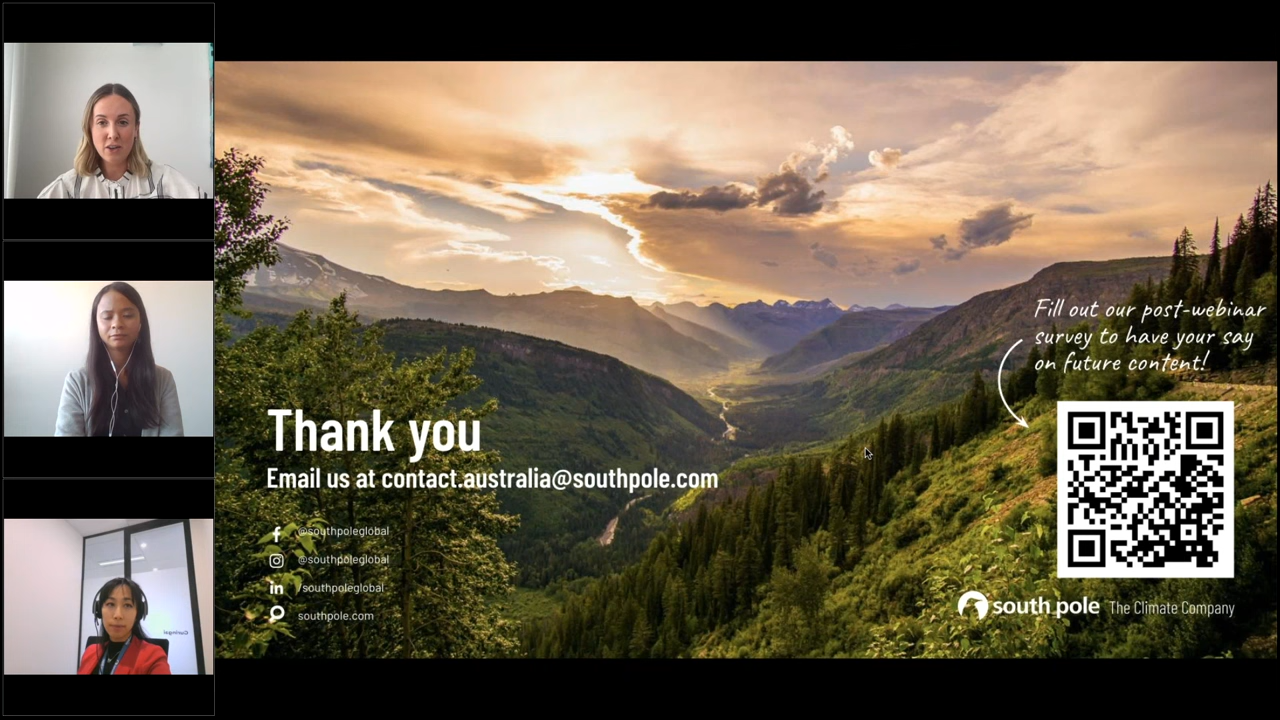 Fill out our post-webinar
survey to have your say
on future content!
Thank you
Email us at contact.australia@southpole.com
@southpoleglobal
@southpoleglobal
/southpoleglobal
southpole.com
south pole The Climate Company